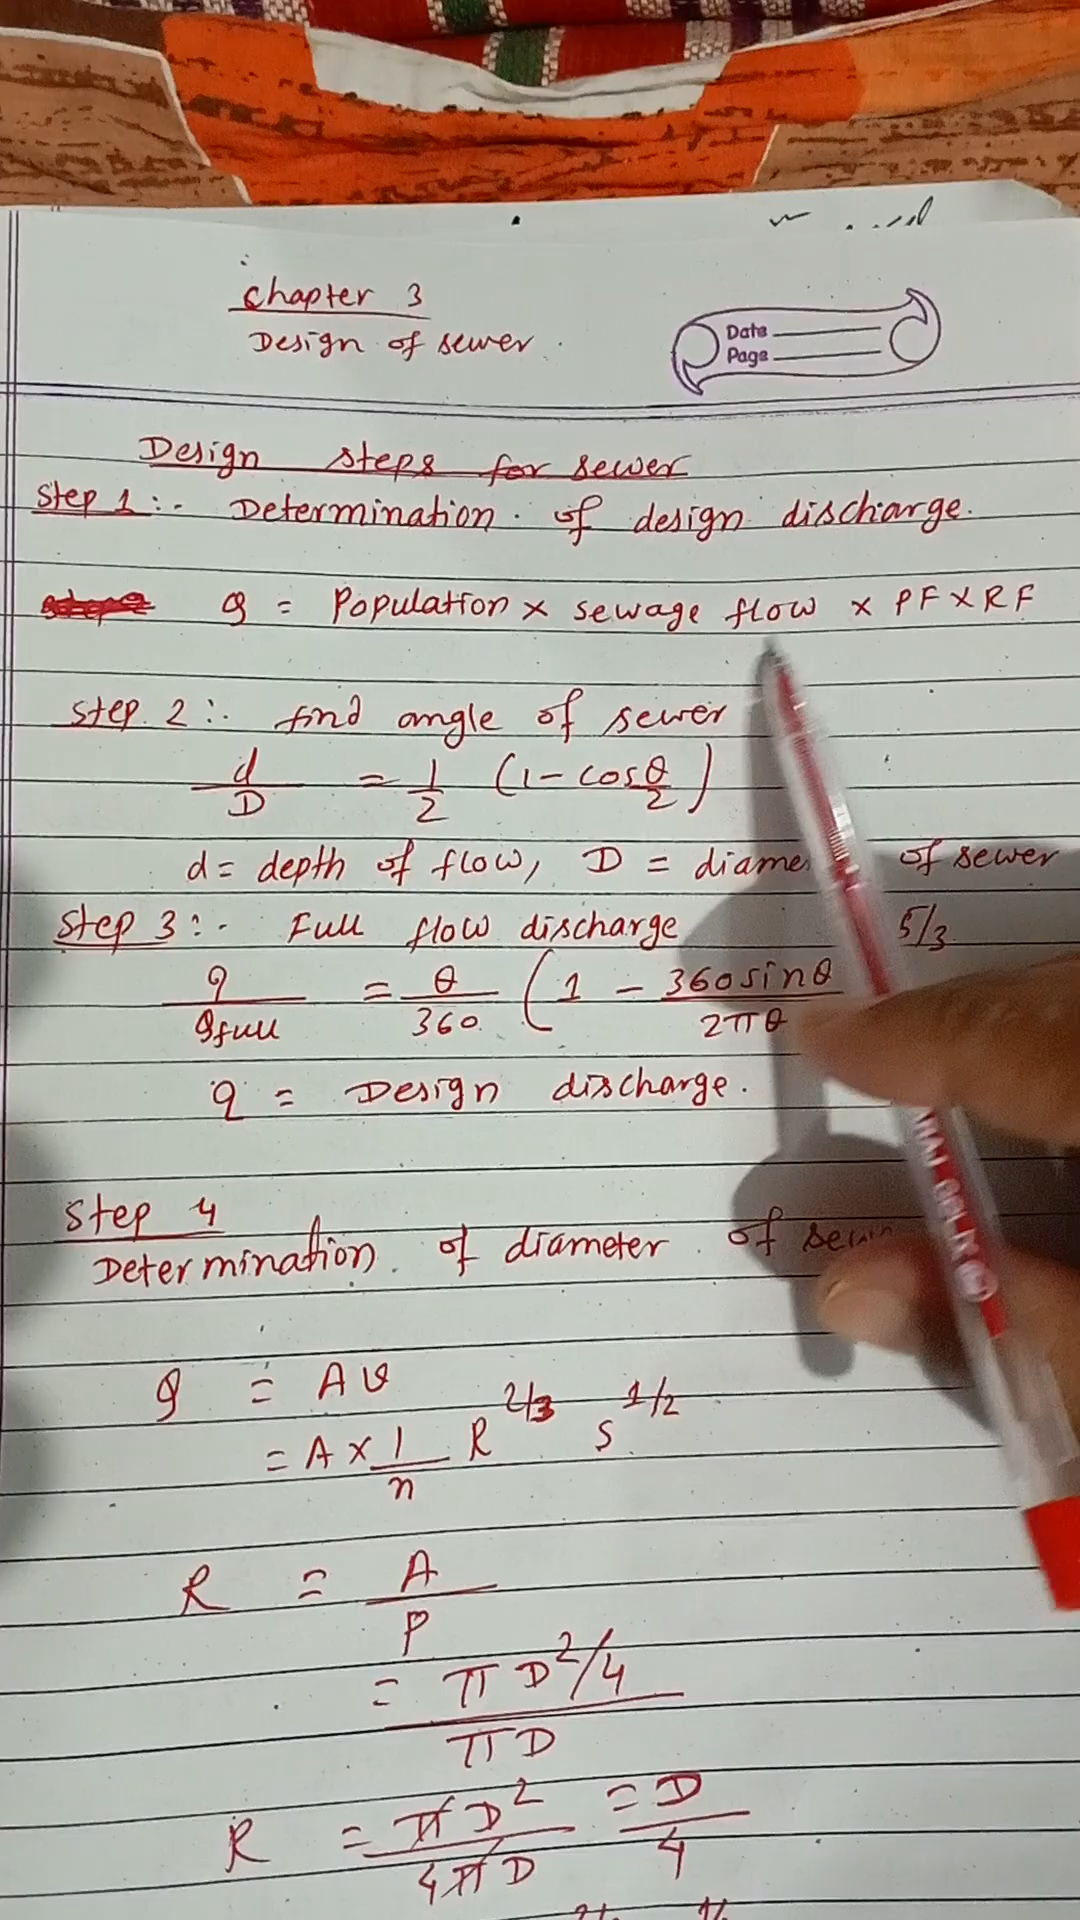 Chapter 3
Design of sewer.
Date
Page
Design steps for sewer
Step 1:- Determination of design discharge.
Q = Population × sewage flow × PF × RF
Step 2:- find angle of sewer
d/D = 1/2 (1 - cos θ/2)
d = depth of flow, D = diame of sewer
Step 3:- Full flow discharge
q/Qfull = θ/360 (1 - 360 sinθ/2πθ 5/3
q = Design discharge.
Step 4
Determination of diameter of
Q = AV
= A × 1/n R^2/3 S^1/2
R = A/P
= πD²/4 / πD
R = πD²/4πD = D/4